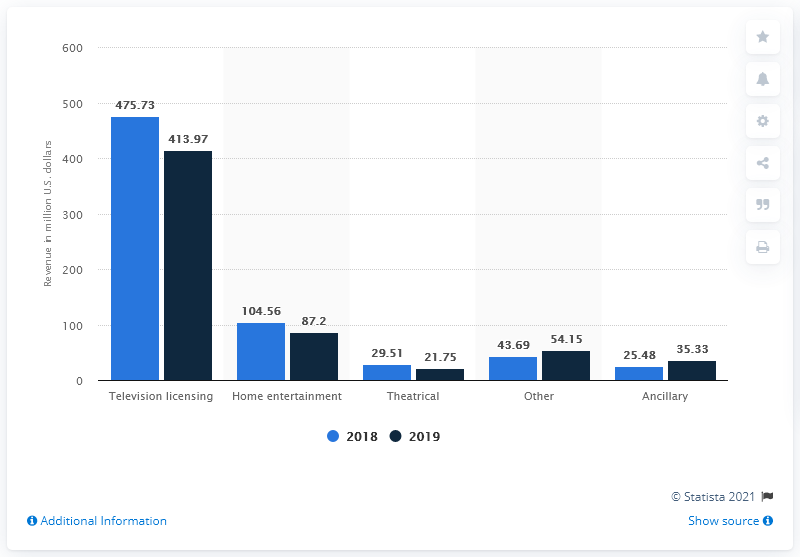 Revenue in million U.S. dollars
600
500
400
300
200
100
0
475.73
413.97
104.56
87.2
29.51
21.75
43.69
54.15
25.48
35.33
Television licensing
Home entertainment
Theatrical
Other
Ancillary
2018
2019
© Statista 2021
Additional Information
Show source